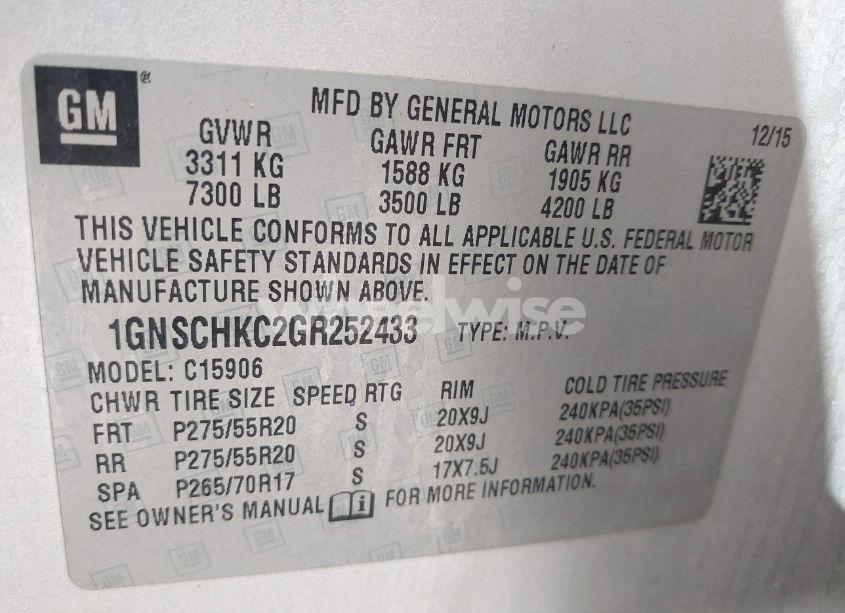 GM ®
MFD BY GENERAL MOTORS LLC
12/15
GVWR GAWR FRT GAWR RR
3311 KG 1588 KG 1905 KG
7300 LB 3500 LB 4200 LB
THIS VEHICLE CONFORMS TO ALL APPLICABLE U.S. FEDERAL MOTOR
VEHICLE SAFETY STANDARDS IN EFFECT ON THE DATE OF
MANUFACTURE SHOWN ABOVE.
1GNSCHKC2GR252433 TYPE: M.P.V.
MODEL: C15906
CHWR TIRE SIZE SPEED RTG RIM COLD TIRE PRESSURE
FRT P275/55R20 S 20X9J 240KPA(35PSI)
RR P275/55R20 S 20X9J 240KPA(35PSI)
SPA P265/70R17 S 17X7.5J 240KPA(35PSI)
SEE OWNER'S MANUAL i FOR MORE INFORMATION.